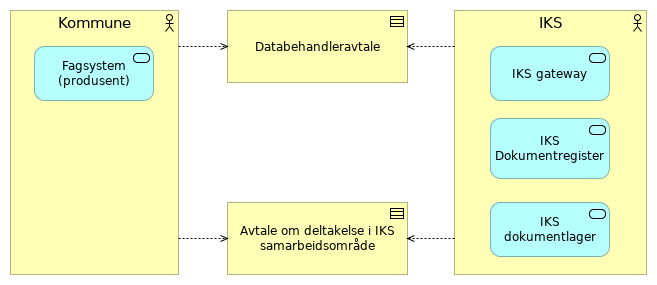 Kommune
Fagsystem
(produsent)
Databehandleravtale
Avtale om deltakelse i IKS
samarbeidsområde
IKS
IKS gateway
IKS
Dokumentregister
IKS
dokumentlager